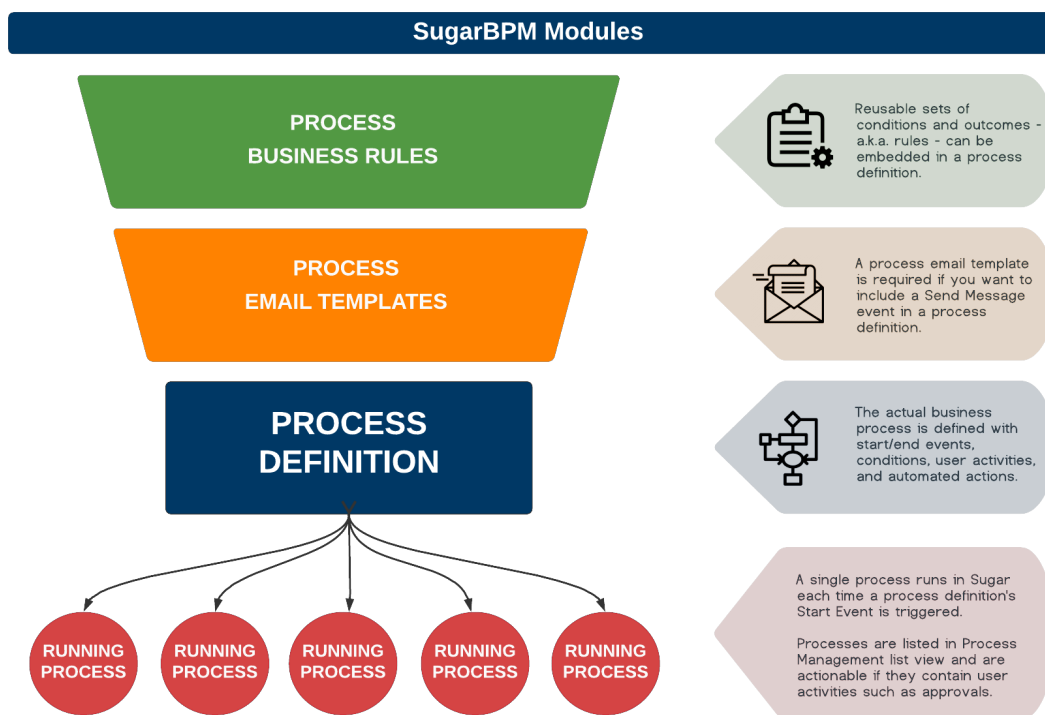 SugarBPM Modules
PROCESS
BUSINESS RULES
Reusable sets of
conditions and outcomes -
a.k.a. rules - can be
embedded in a process
definition.
PROCESS
EMAIL TEMPLATES
A process email template
is required if you want to
include a Send Message
event in a process
definition.
PROCESS
DEFINITION
The actual business
process is defined with
start/end events,
conditions, user activities,
and automated actions.
RUNNING
PROCESS
RUNNING
PROCESS
RUNNING
PROCESS
RUNNING
PROCESS
RUNNING
PROCESS
A single process runs in Sugar
each time a process definition's
Start Event is triggered.
Processes are listed in Process
Management list view and are
actionable if they contain user
activities such as approvals.